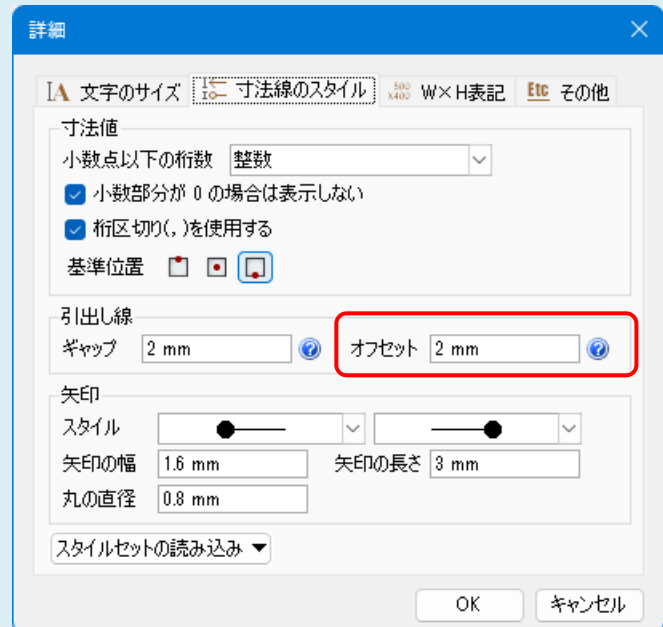 詳細
IA 文字のサイズ 寸法線のスタイル 500 x400 W×H表記 Etc その他
寸法値
小数点以下の桁数 整数
小数部分が 0 の場合は表示しない
桁区切り(,)を使用する
基準位置
引出し線
ギャップ 2 mm ? オフセット 2 mm ?
矢印
スタイル
矢印の幅 1.6 mm 矢印の長さ 3 mm
丸の直径 0.8 mm
スタイルセットの読み込み
OK キャンセル